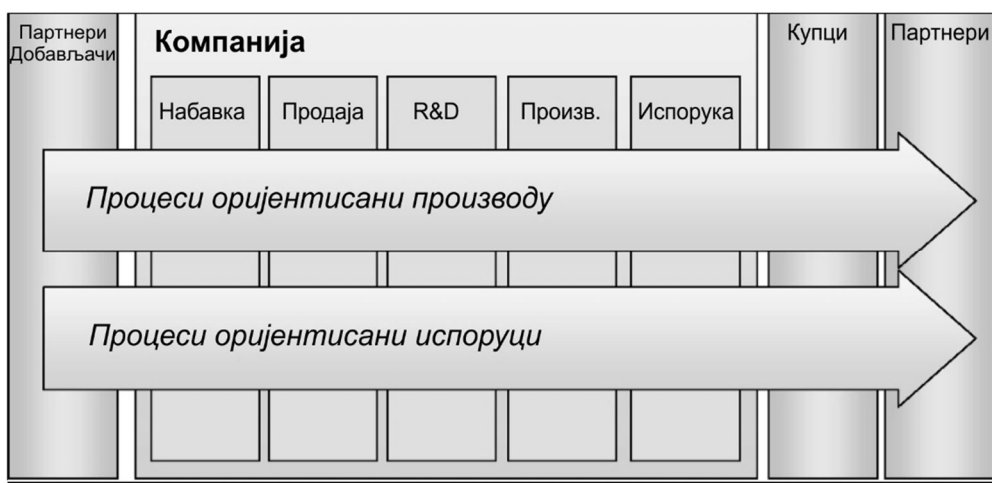 Партнери
Добављачи
Компанија
Купци
Партнери
Набавка
Продаја
R&D
Произв.
Испорука
Процеси оријентисани производу
Процеси оријентисани испоруци